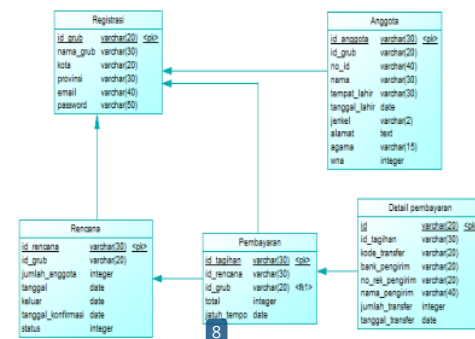 Registrasi
id_grub varchar(20) <pk>
nama_grub varchar(30)
kota varchar(20)
provinsi varchar(30)
email varchar(40)
password varchar(50)
Anggota
id_anggota varchar(30) <pk>
id_grub varchar(20)
no_id varchar(40)
nama varchar(30)
tempat_lahir varchar(30)
tanggal_lahir date
jenkel varchar(2)
alamat text
agama varchar(15)
wna integer
Rencana
id_rencana varchar(30) <pk>
id_grub varchar(20)
jumlah_anggota integer
tanggal date
keluar date
tanggal_konfirmasi date
status integer
Pembayaran
id_tagihan varchar(30) <pk>
id_rencana varchar(30)
id_grub varchar(20) <fk1>
total integer
jatuh_tempo date
8
Detail pembayaran
id varchar(20) <pk>
id_tagihan varchar(30)
kode_transfer varchar(20)
bank_pengirim varchar(20)
no_rek_pengirim varchar(20)
nama_pengirim varchar(40)
jumlah_transfer integer
tanggal_transfer date